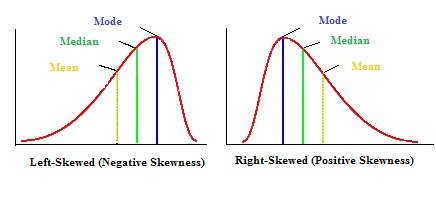 Mode
Median
Mean
Left-Skewed (Negative Skewness)
Mode
Median
Mean
Right-Skewed (Positive Skewness)